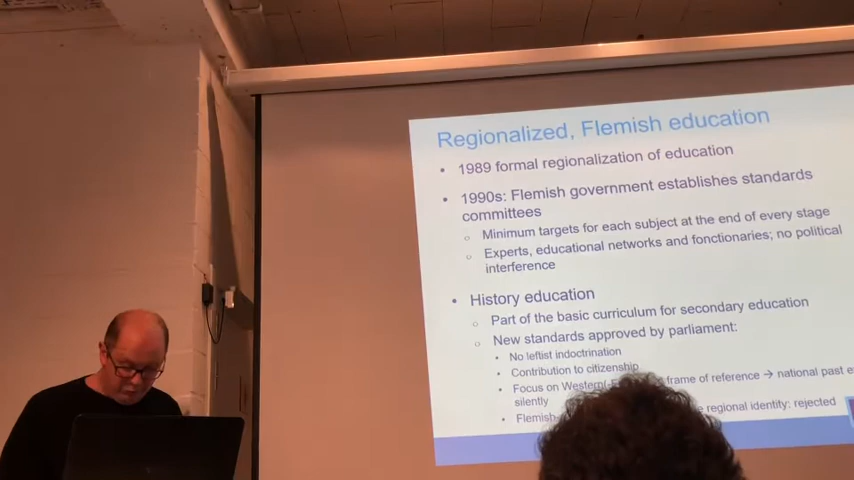 Regionalized, Flemish education
• 1989 formal regionalization of education
• 1990s: Flemish government establishes standards,
committees
○ Minimum targets for each subject at the end of every stage
○ Experts, educational networks and fonctionaries; no political
interference
• History education
○ Part of the basic curriculum for secondary education
○ New standards approved by parliament:
• No leftist indoctrination
• Contribution to citizenship
• Focus on frame of reference → national past
silently
• Flemish regional identity: rejected